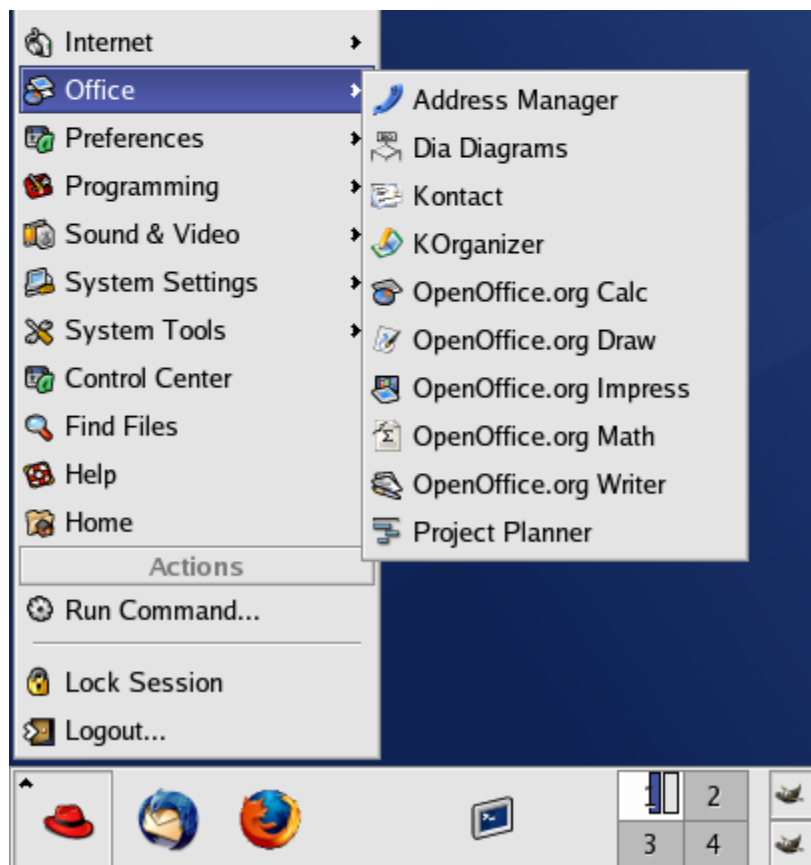 Internet
Office
Preferences
Programming
Sound & Video
System Settings
System Tools
Control Center
Find Files
Help
Home
Actions
Run Command...
Lock Session
Logout...
Address Manager
Dia Diagrams
Kontact
KOrganizer
OpenOffice.org Calc
OpenOffice.org Draw
OpenOffice.org Impress
OpenOffice.org Math
OpenOffice.org Writer
Project Planner
1 2
3 4